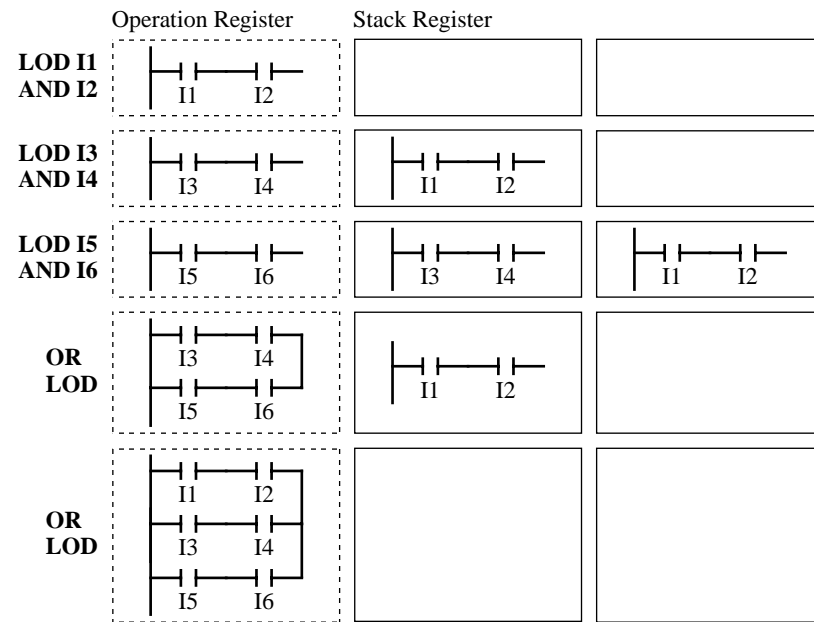 Operation Register Stack Register
LOD I1
AND I2
I1 I2
LOD I3
AND I4
I3 I4 I1 I2
LOD I5
AND I6
I5 I6 I3 I4 I1 I2
OR
LOD
I3 I4
I5 I6
I1 I2
OR
LOD
I1 I2
I3 I4
I5 I6